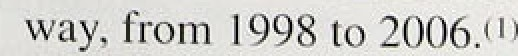 way, from 1998 to 2006.(1)